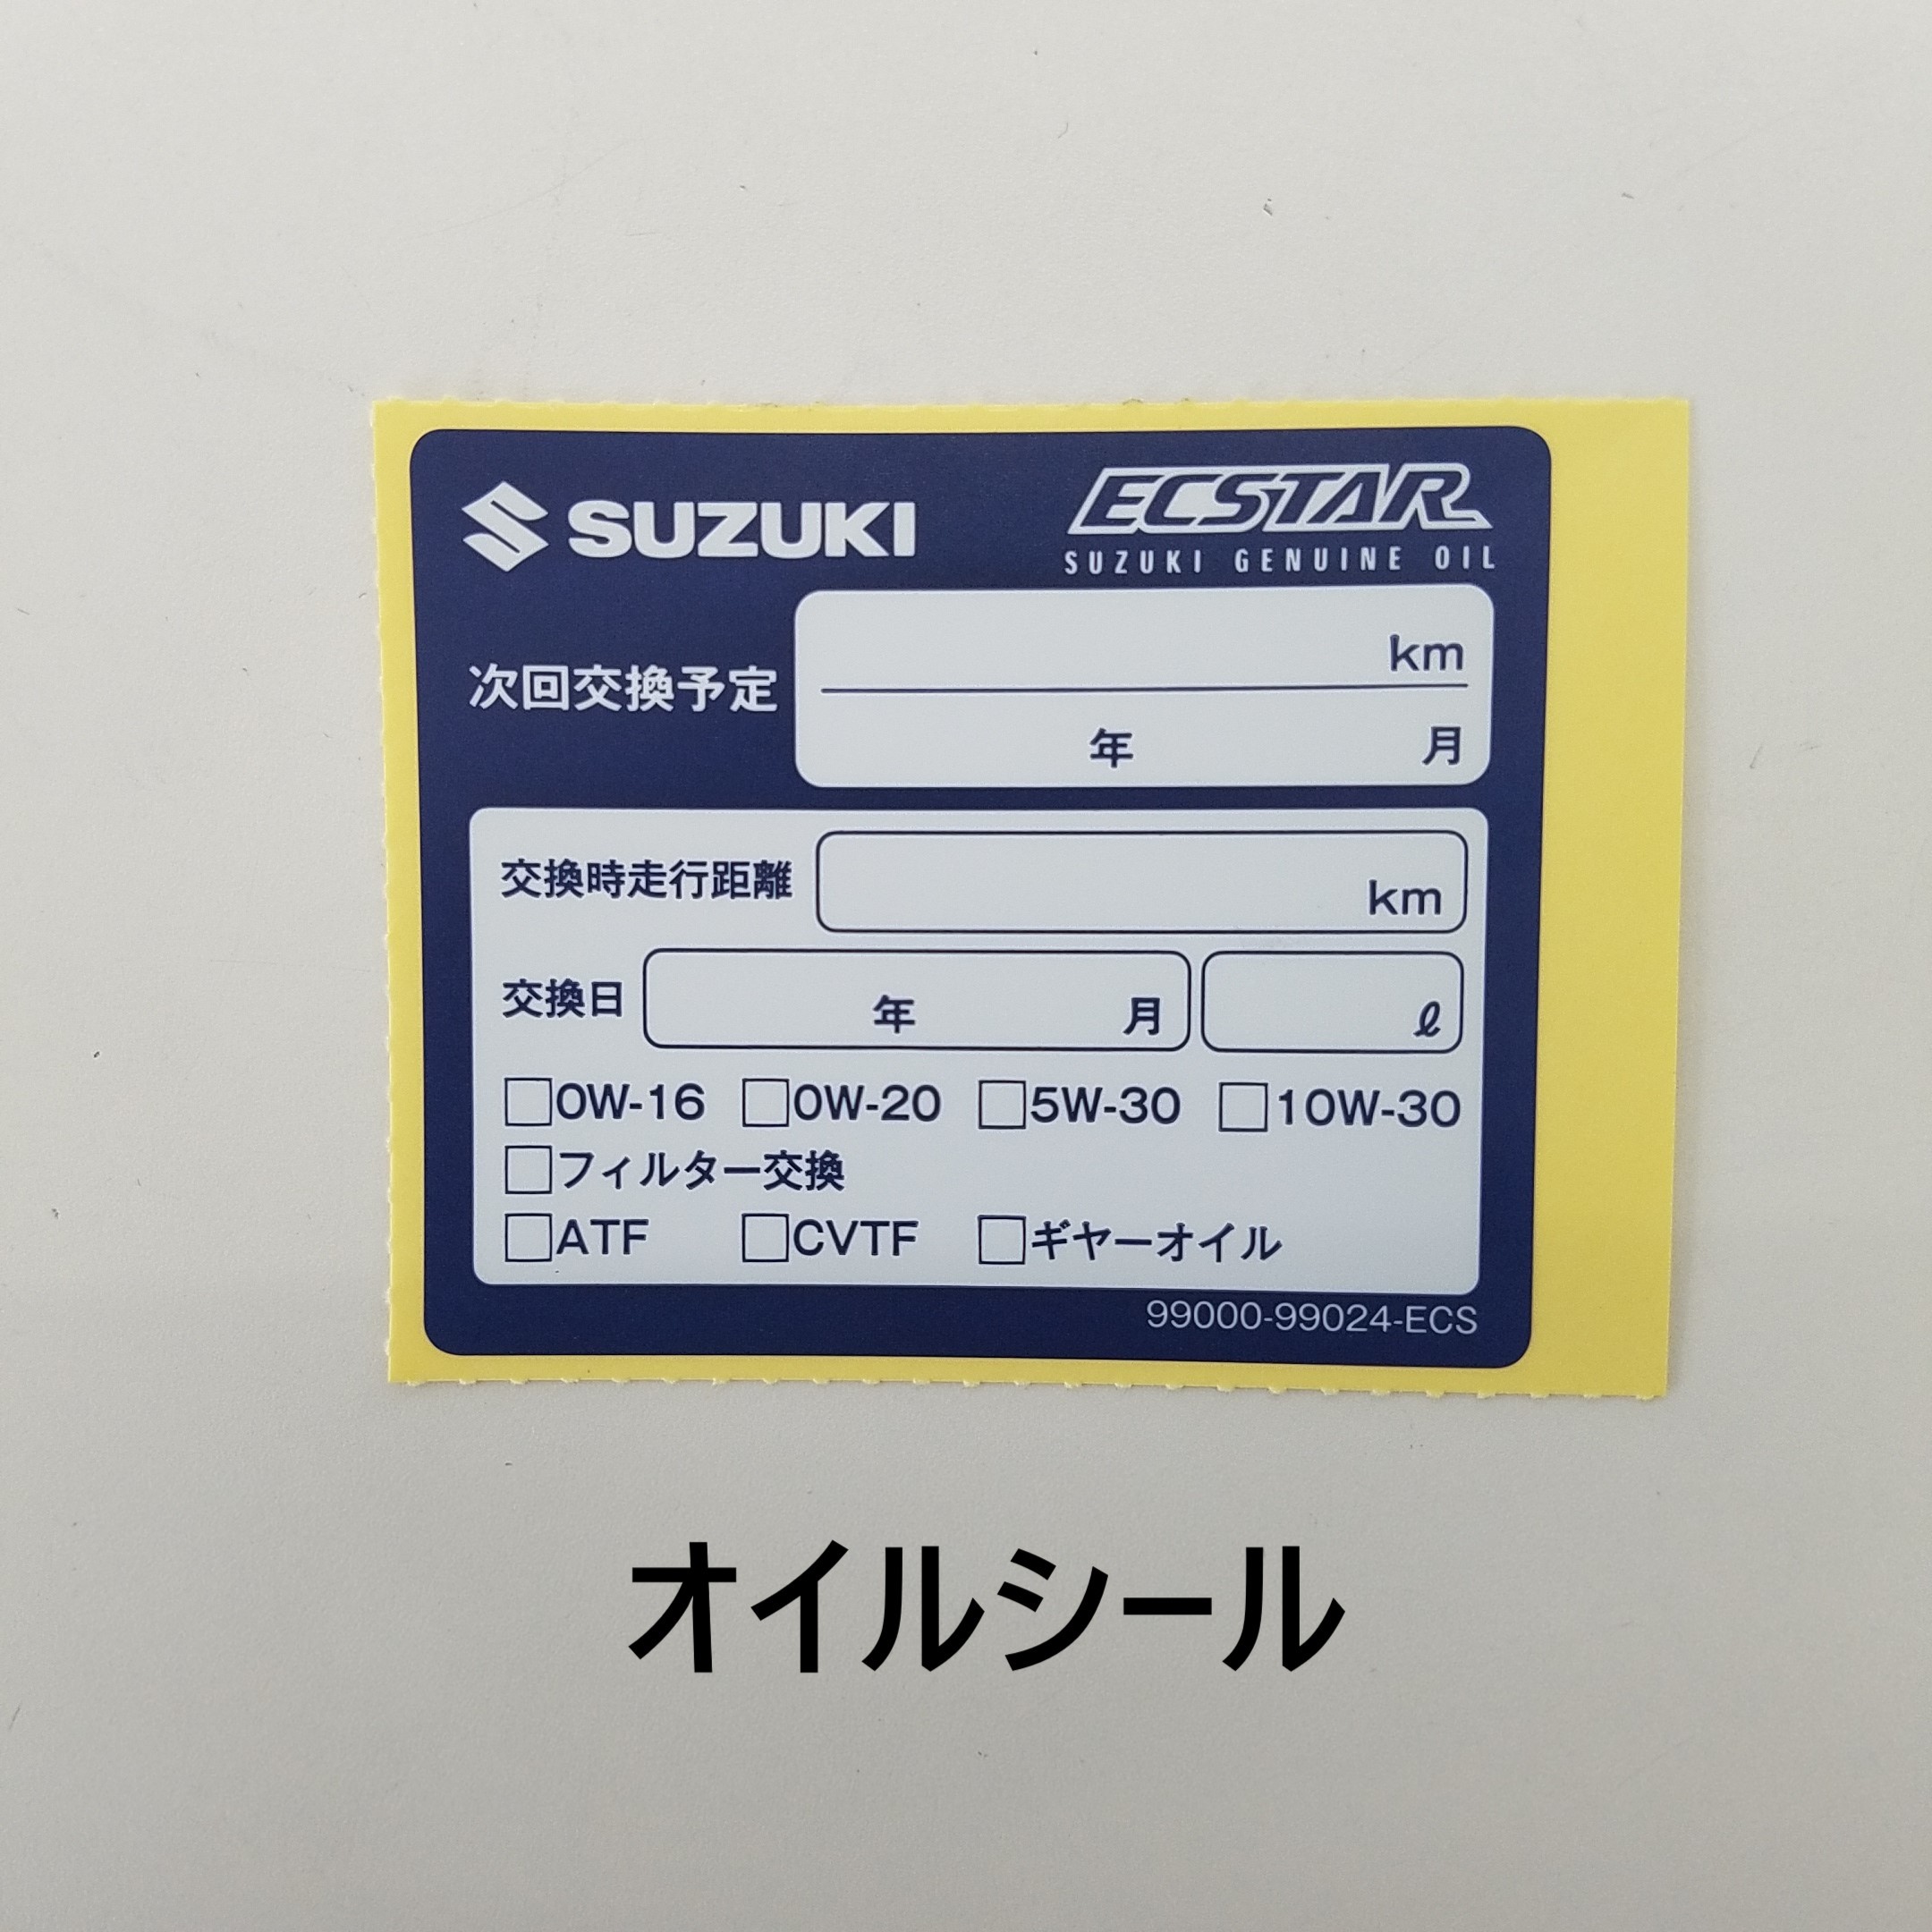 SUZUKI ECSTAR
SUZUKI GENUINE OIL
次回交換予定
km
年 月
交換時走行距離 km
交換日 年 月 ℓ
□0W-16 □0W-20 □5W-30 □10W-30
□フィルター交換
□ATF □CVTF □ギヤーオイル
99000-99024-ECS
オイルシール